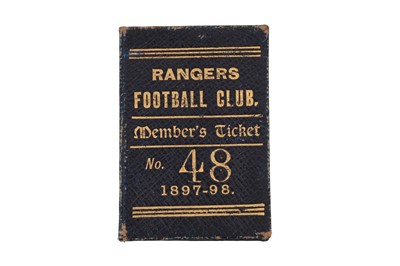 RANGERS
FOOTBALL CLUB.
Member's Ticket
No. 48
1897-98.